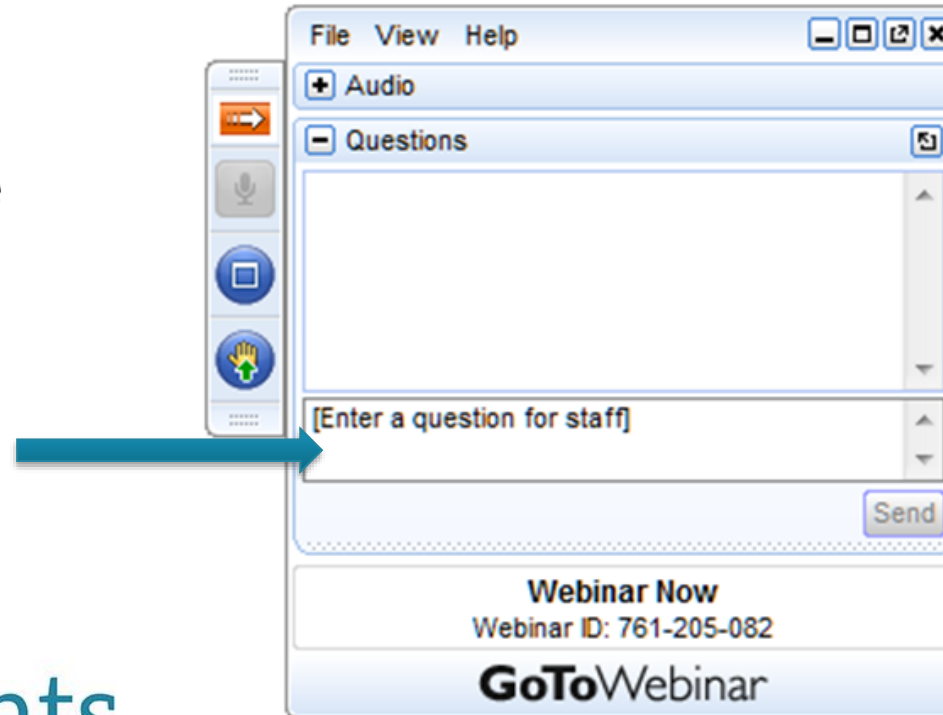 File View Help
Audio
Questions
[Enter a question for staff]
Send
Webinar Now
Webinar ID: 761-205-082
GoToWebinar